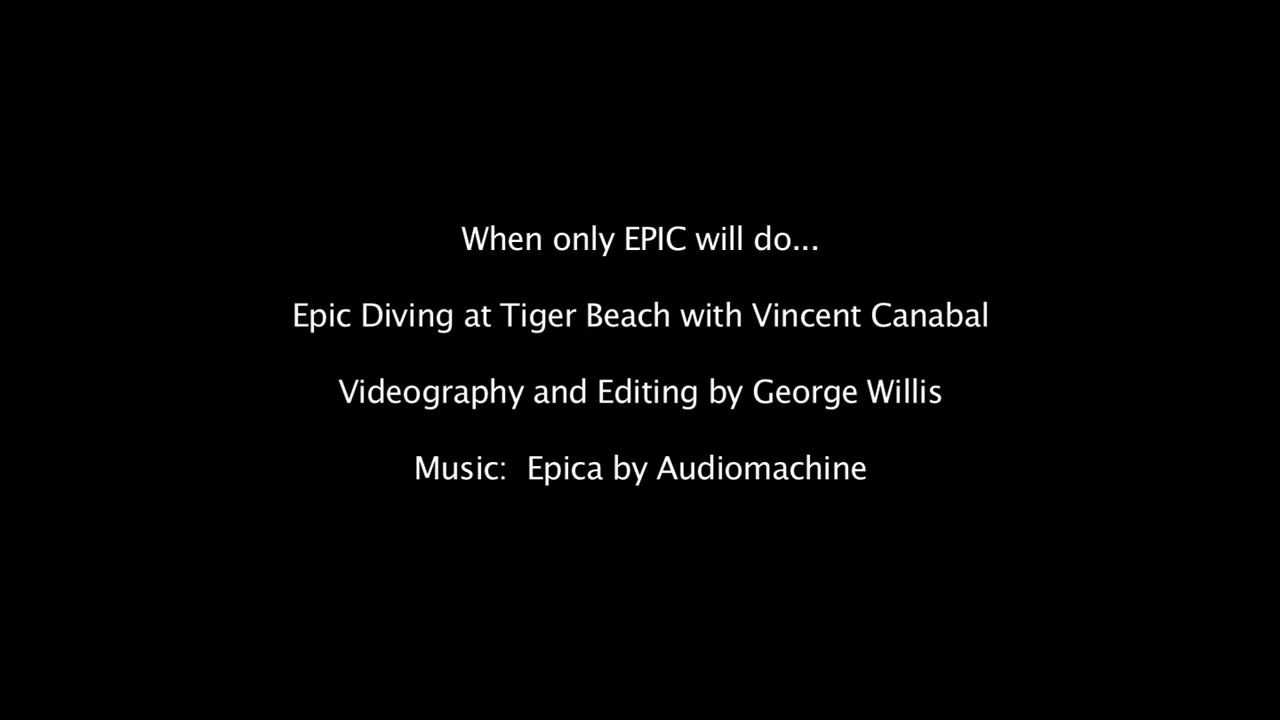 When only EPIC will do...
Epic Diving at Tiger Beach with Vincent Canabal
Videography and Editing by George Willis
Music:  Epica by Audiomachine